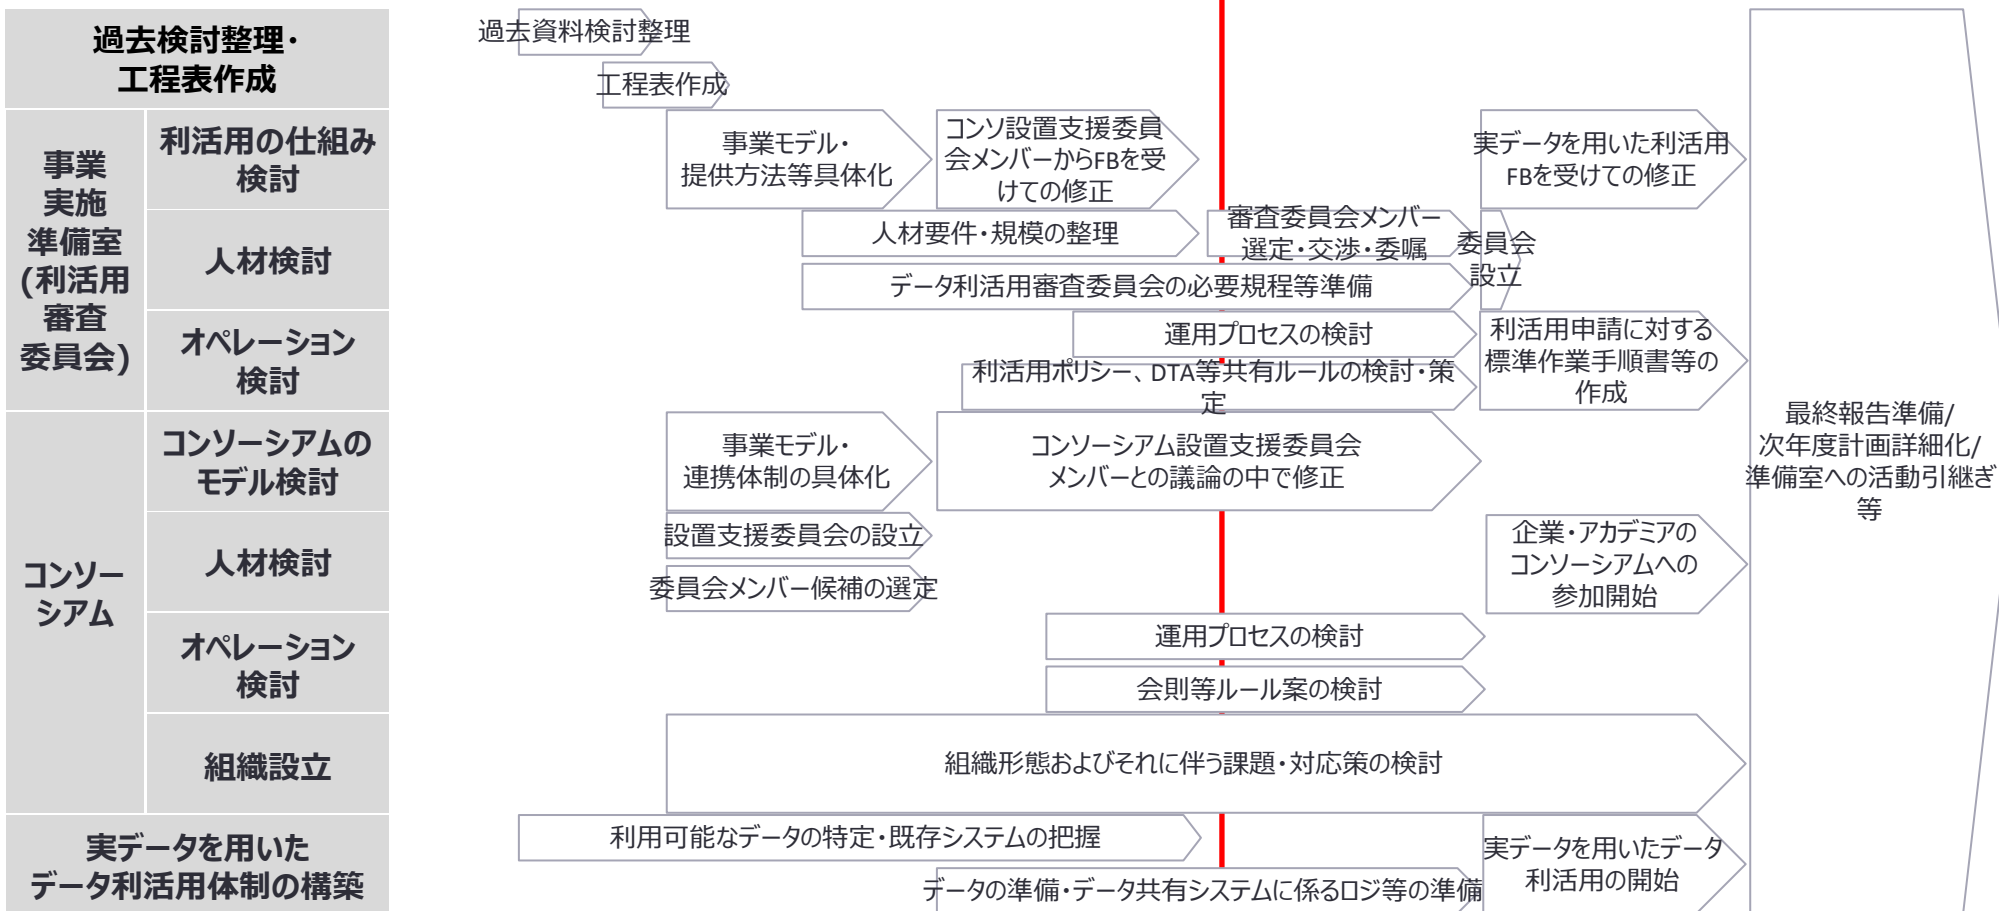 過去検討整理・
工程表作成
過去資料検討整理
工程表作成
事業
実施
準備室
(利活用
審査
委員会)
利活用の仕組み
検討
事業モデル・
提供方法等具体化
コンソ設置支援委員
会メンバーからFBを受
けての修正
実データを用いた利活用
FBを受けての修正
人材検討
人材要件・規模の整理
審査委員会メンバー
選定・交渉・委嘱
委員会
設立
データ利活用審査委員会の必要規程等準備
オペレーション
検討
運用プロセスの検討
利活用ポリシー、DTA等共有ルールの検討・策
定
利活用申請に対する
標準作業手順書等の
作成
コンソー
シアム
コンソーシアムの
モデル検討
事業モデル・
連携体制の具体化
コンソーシアム設置支援委員会
メンバーとの議論の中で修正
人材検討
設置支援委員会の設立
委員会メンバー候補の選定
企業・アカデミアの
コンソーシアムへの
参加開始
オペレーション
検討
運用プロセスの検討
会則等ルール案の検討
組織設立
組織形態およびそれに伴う課題・対応策の検討
実データを用いた
データ利活用体制の構築
利用可能なデータの特定・既存システムの把握
データの準備・データ共有システムに係るロジ等の準備
実データを用いたデータ
利活用の開始
最終報告準備/
次年度計画詳細化/
準備室への活動引継ぎ
等